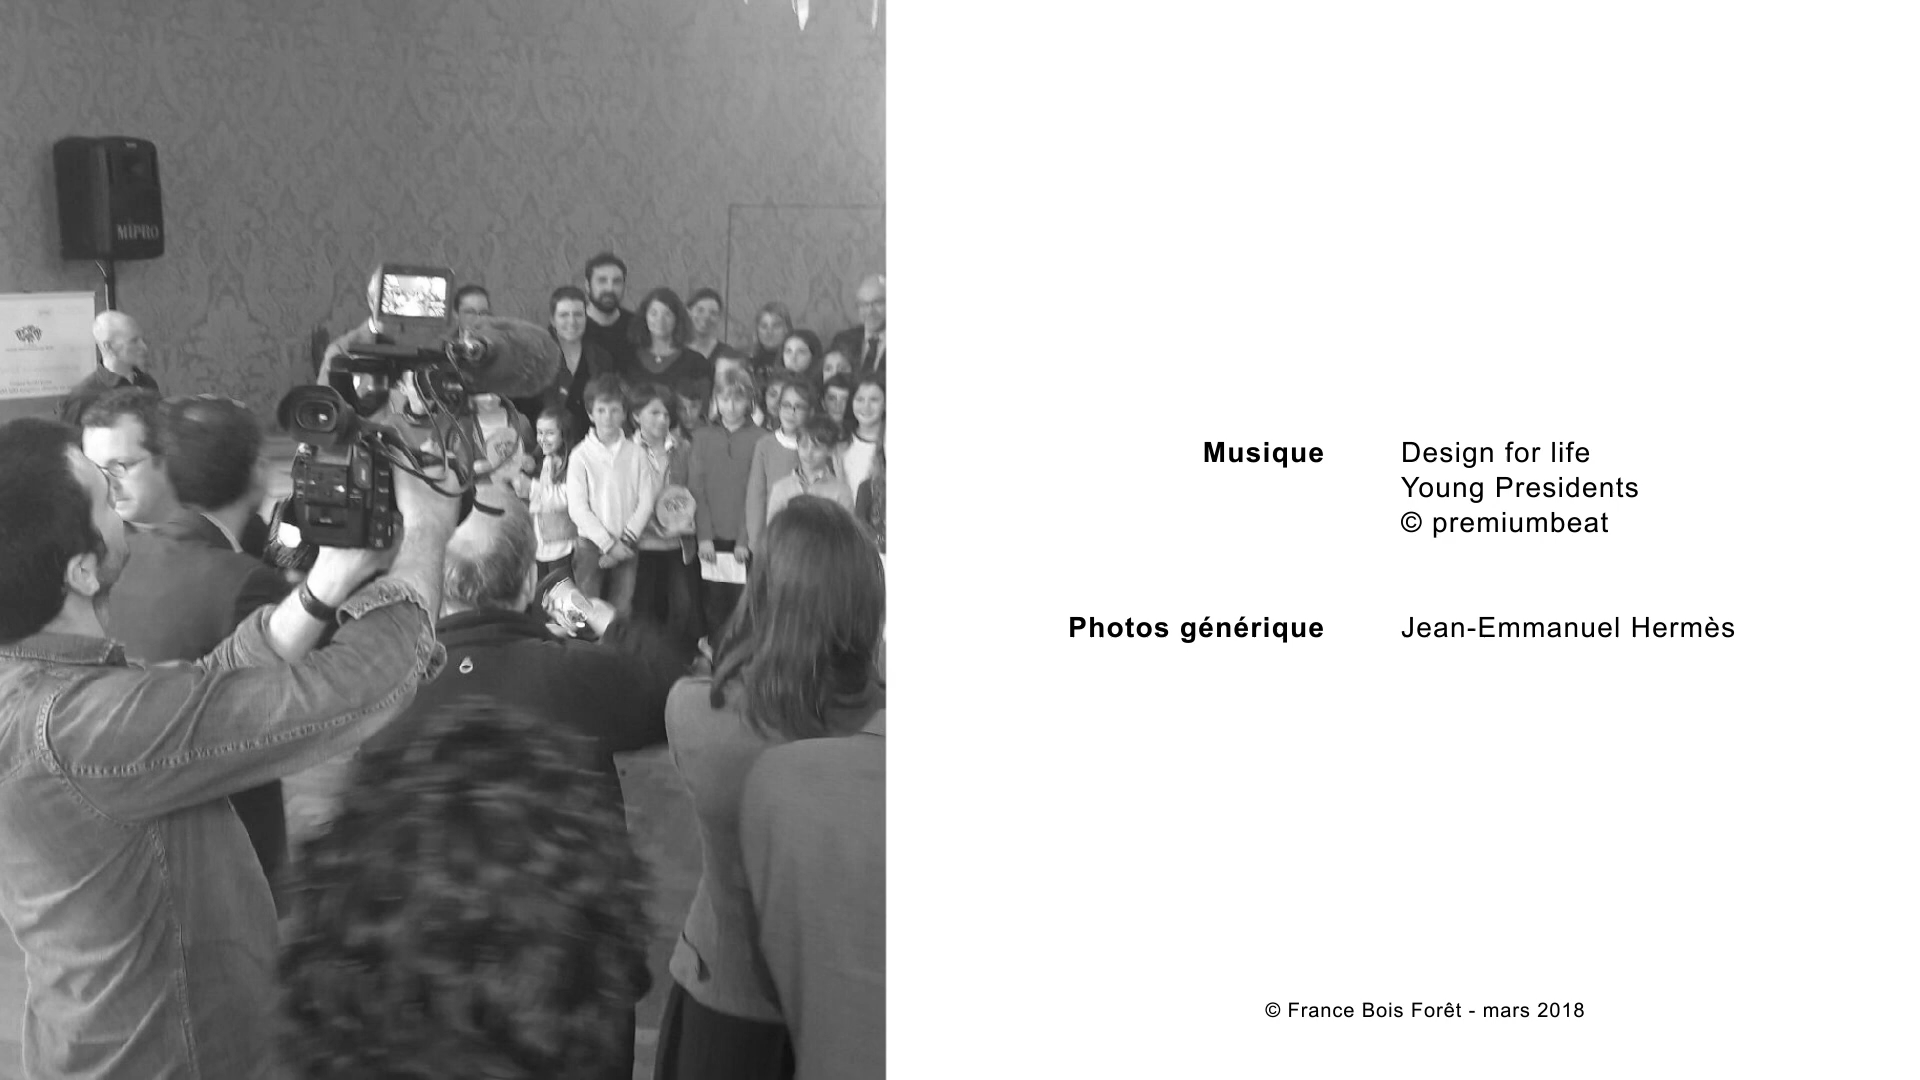 MIPRO
Musique
Design for life
Young Presidents
© premiumbeat
Photos générique
Jean-Emmanuel Hermès
© France Bois Forêt - mars 2018